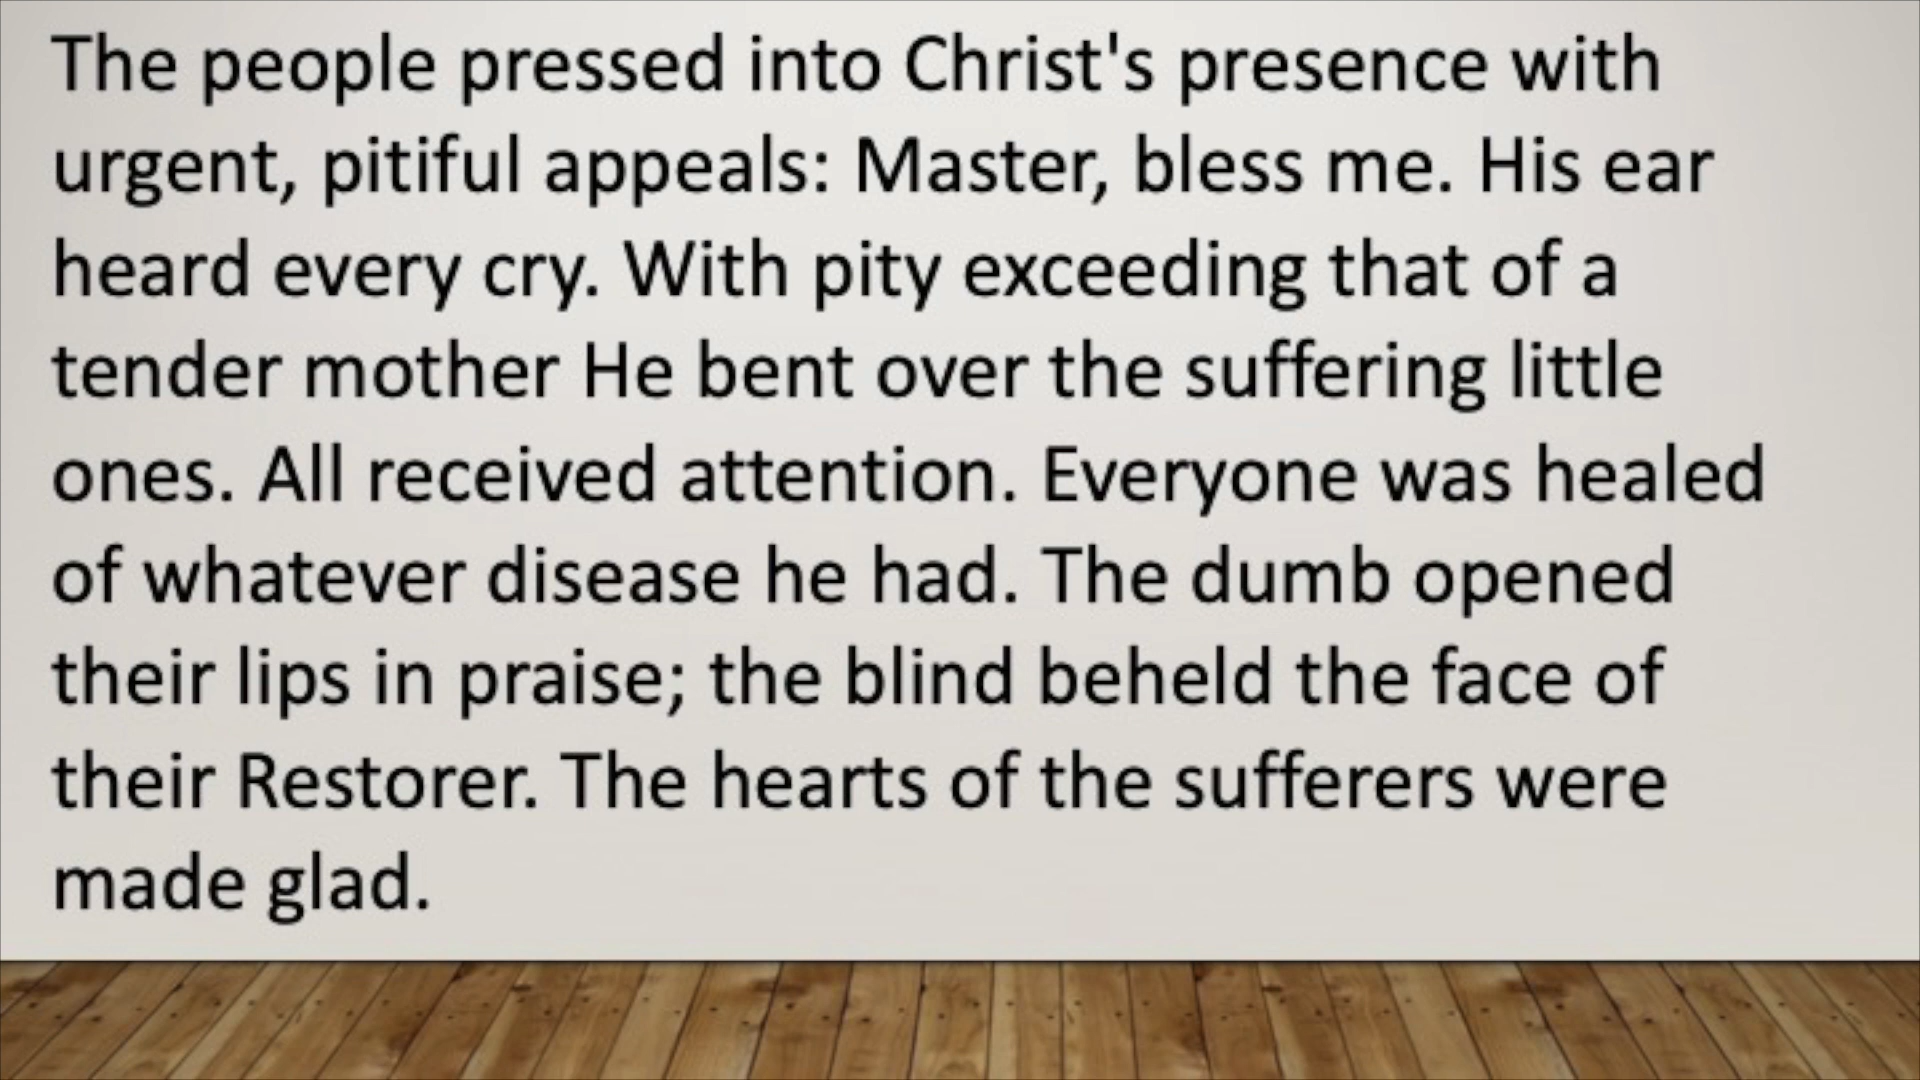 The people pressed into Christ's presence with
urgent, pitiful appeals: Master, bless me. His ear
heard every cry. With pity exceeding that of a
tender mother He bent over the suffering little
ones. All received attention. Everyone was healed
of whatever disease he had. The dumb opened
their lips in praise; the blind beheld the face of
their Restorer. The hearts of the sufferers were
made glad.